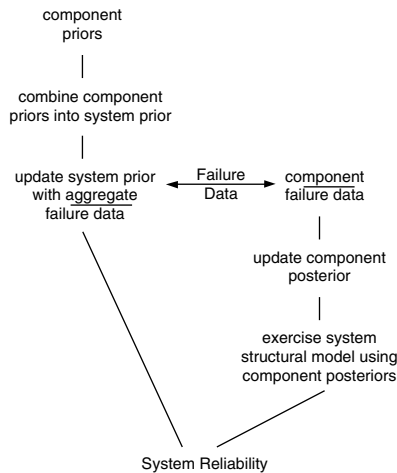 component
priors
combine component
priors into system prior
update system prior
with aggregate
failure data
Failure
Data
component
failure data
update component
posterior
exercise system
structural model using
component posteriors
System Reliability